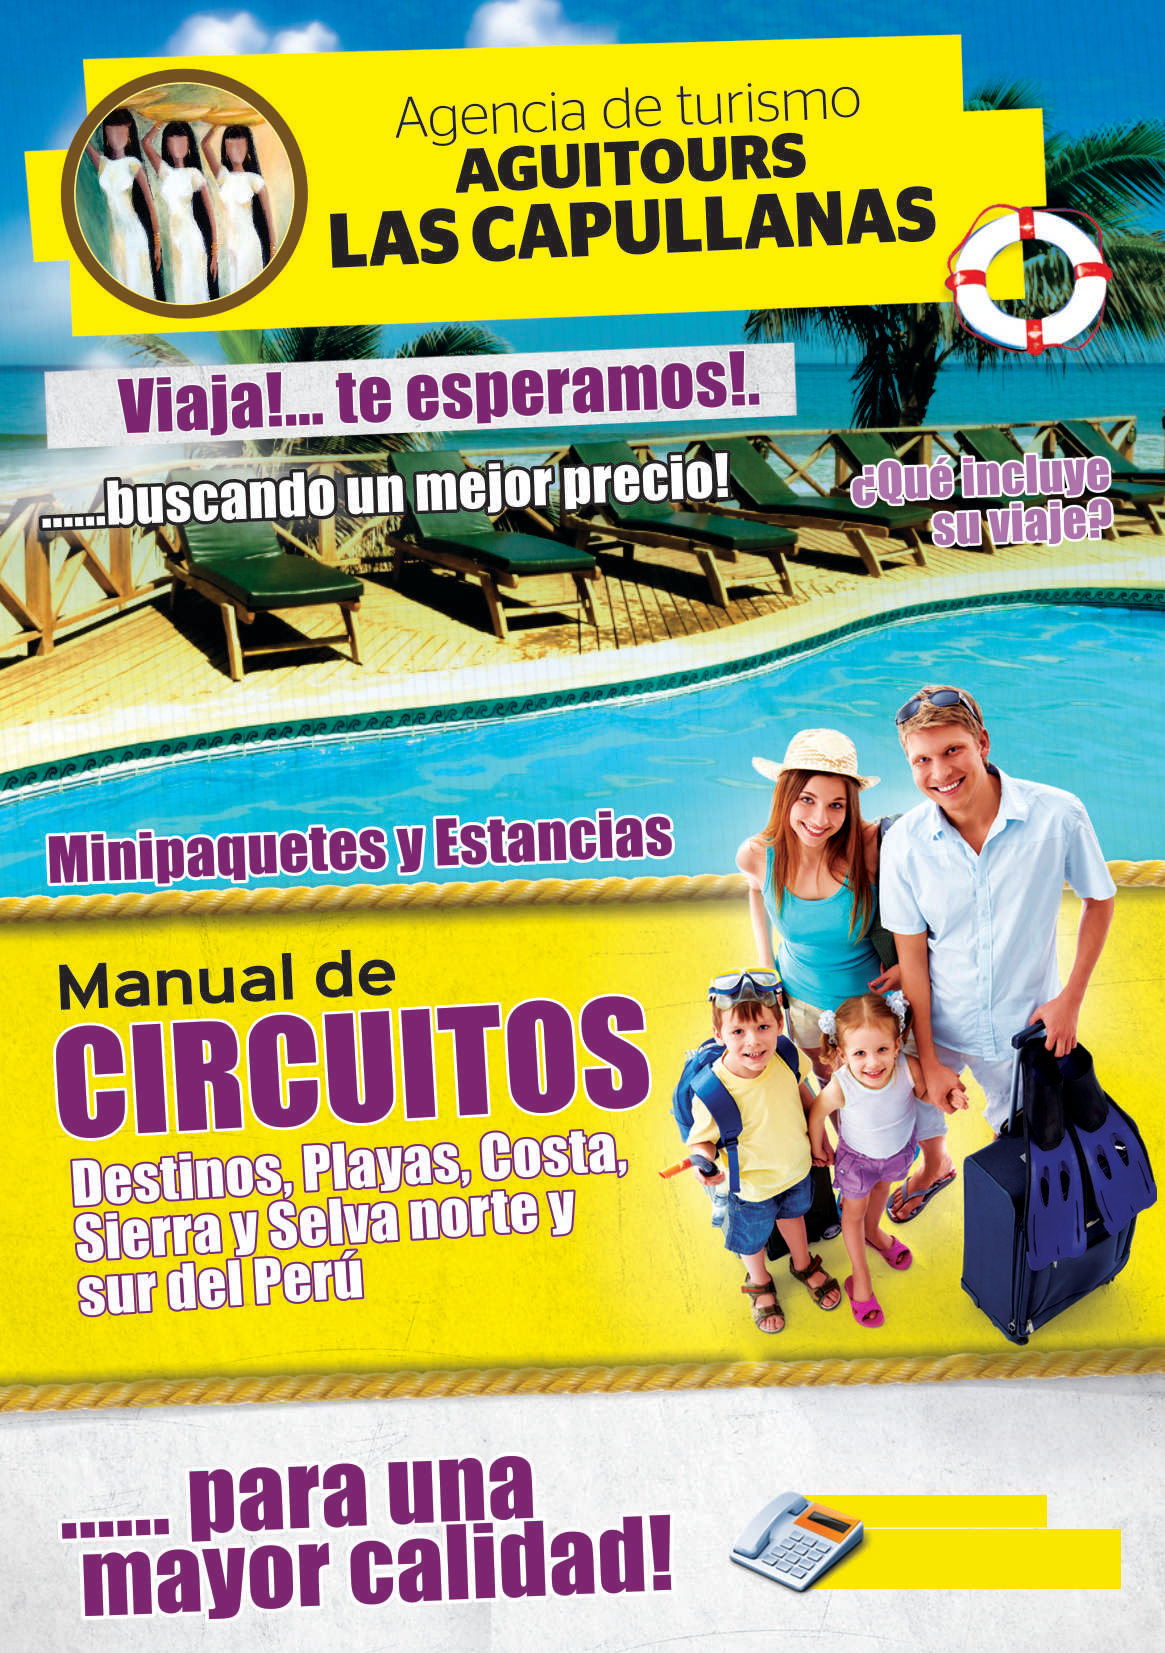 Agencia de turismo
AGUITOURS
LAS CAPULLANAS
Viaja!... te esperamos!.
......buscando un mejor precio!
¿Qué incluye
su viaje?
Minipaquetes y Estancias
Manual de
CIRCUITOS
Destinos, Playas, Costa,
Sierra y Selva norte y
sur del Perú
...... para una
mayor calidad!